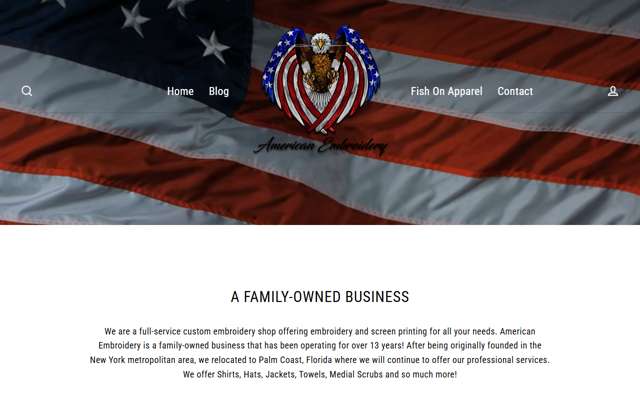 Home
Blog
Fish On Apparel
Contact
American Embroidery
A FAMILY-OWNED BUSINESS
We are a full-service custom embroidery shop offering embroidery and screen printing for all your needs. American
Embroidery is a family-owned business that has been operating for over 13 years! After being originally founded in the
New York metropolitan area, we relocated to Palm Coast, Florida where we will continue to offer our professional services.
We offer Shirts, Hats, Jackets, Towels, Medial Scrubs and so much more!